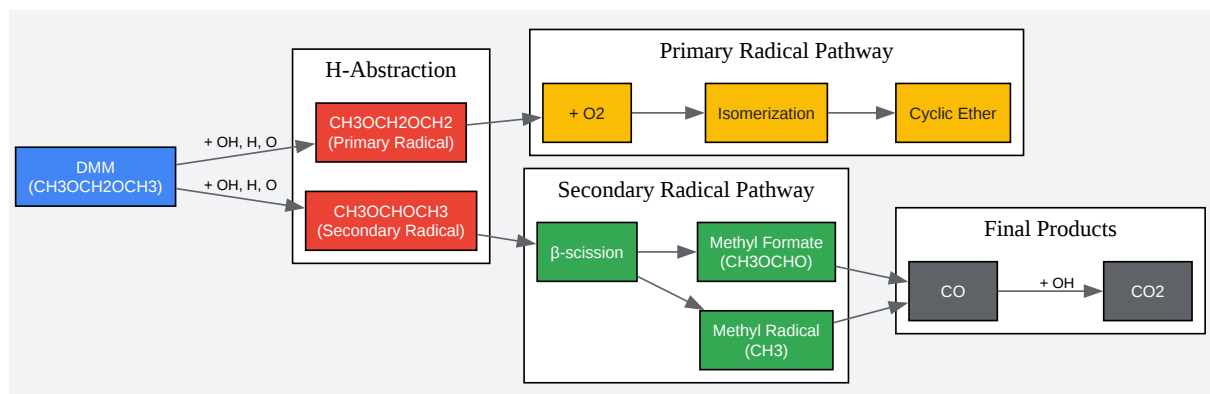 DMM
(CH3OCH2OCH3)
+ OH, H, O
+ OH, H, O
H-Abstraction
CH3OCH2OCH2
(Primary Radical)
CH3OCHOCH3
(Secondary Radical)
Primary Radical Pathway
+ O2
Isomerization
Cyclic Ether
Secondary Radical Pathway
β-scission
Methyl Formate
(CH3OCHO)
Methyl Radical
(CH3)
Final Products
CO
+ OH
CO2